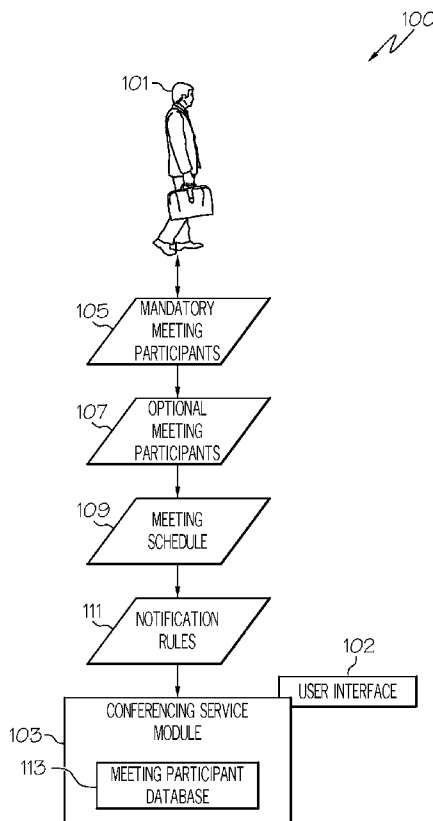 100
101
105
MANDATORY
MEETING
PARTICIPANTS
107
OPTIONAL
MEETING
PARTICIPANTS
109
MEETING
SCHEDULE
111
NOTIFICATION
RULES
102
USER INTERFACE
CONFERENCING SERVICE
MODULE
103
113
MEETING PARTICIPANT
DATABASE